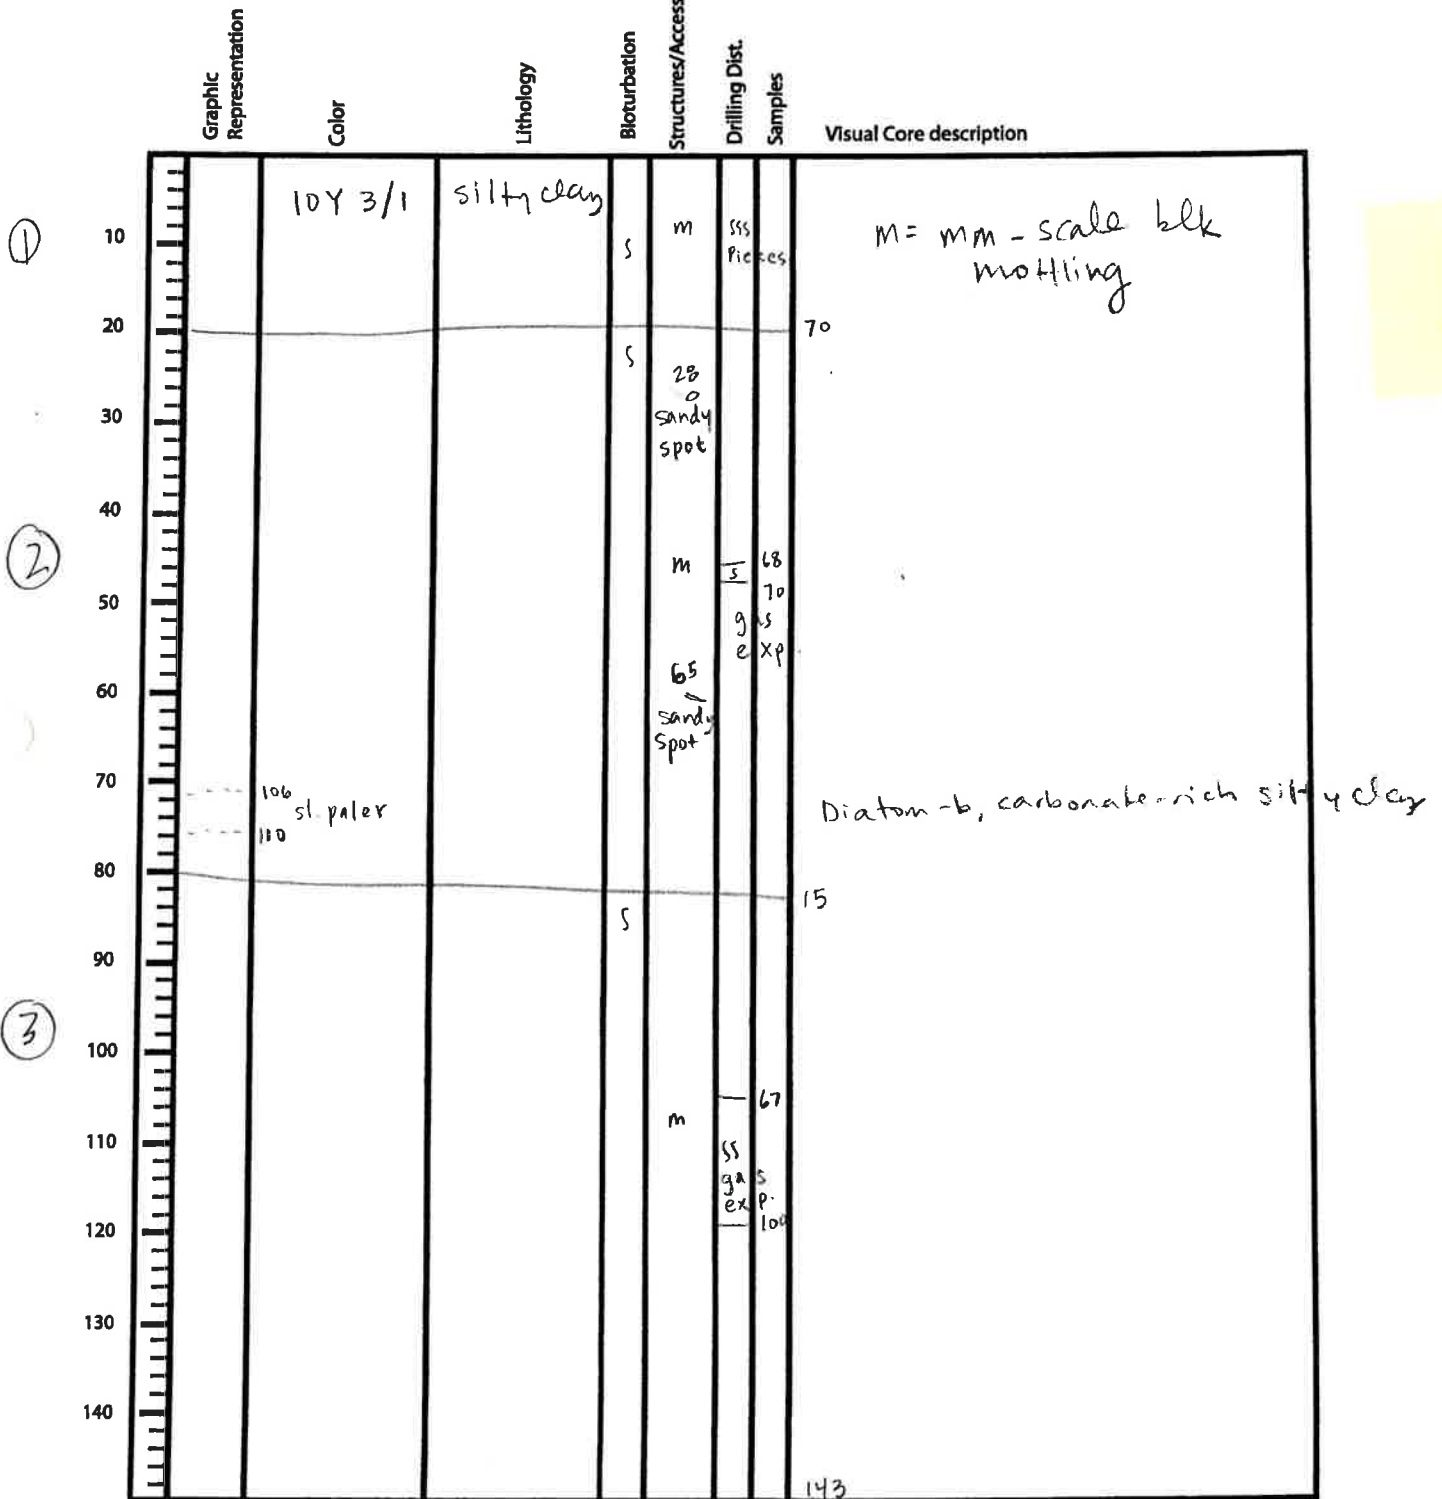 Graphic Representation Color Lithology Bioturbation Structures/Access Drilling Dist. Samples Visual Core description
10Y 3/1 silty clay
① 10 S m sss m = mm-scale blk
Pieces mottling
20 70
S
28
30 sandy
spot
40
② m S 68
50 70
gas
exp
60 65
sandy
spot
70 106 sl. paler Diatom-b, carbonate-rich silty clay
110
80 15
S
90
③
100
67
m
110 ss
gas
exp.
120 100
130
140
143